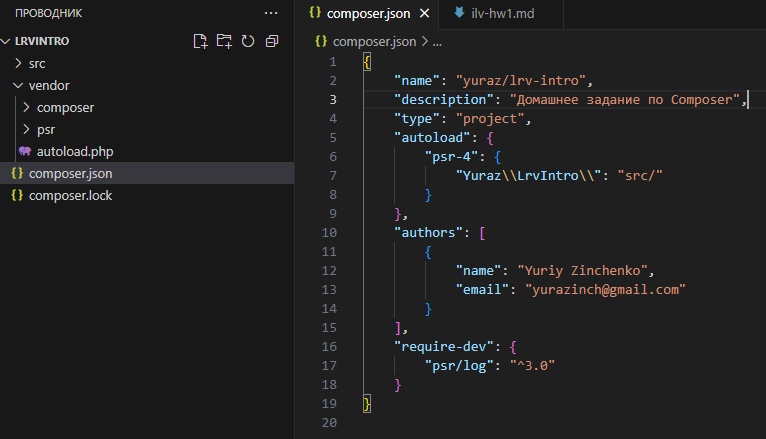 ПРОВОДНИК ...
LRVINTRO
src
vendor
composer
psr
autoload.php
{} composer.json
{} composer.lock
{} composer.json × ilv-hw1.md
{} composer.json > ...
1 {
2 "name": "yuraz/lrv-intro",
3 "description": "Домашнее задание по Composer",
4 "type": "project",
5 "autoload": {
6 "psr-4": {
7 "Yuraz\\LrvIntro\\": "src/"
8 }
9 },
10 "authors": [
11 {
12 "name": "Yuriy Zinchenko",
13 "email": "yurazinch@gmail.com"
14 }
15 ],
16 "require-dev": {
17 "psr/log": "^3.0"
18 }
19 }
20